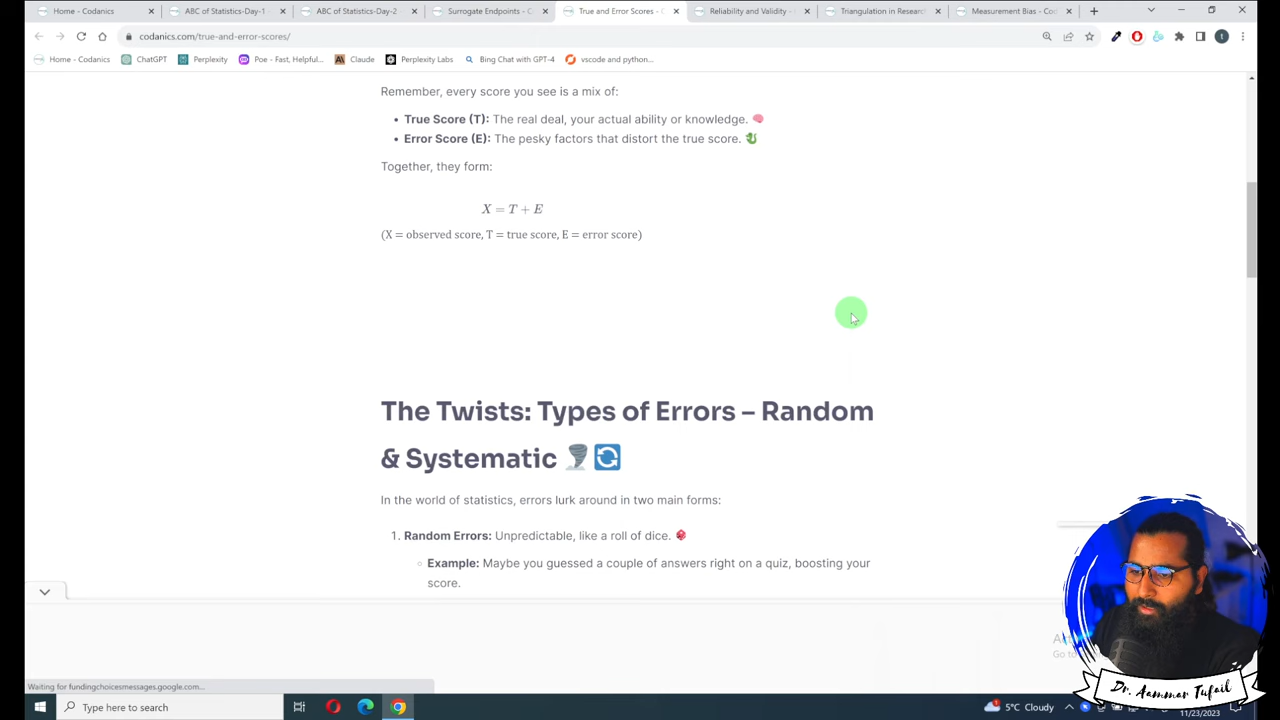 Home - Codanics
ABC of Statistics-Day-1 -
ABC of Statistics-Day-2
Surrogate Endpoints - C
True and Error Scores - C
Reliability and Validity -
Triangulation in Research
Measurement Bias - Cod
codanics.com/true-and-error-scores/
Home - Codanics
ChatGPT
Perplexity
Poe - Fast, Helpful...
Claude
Perplexity Labs
Bing Chat with GPT-4
vscode and python...
Remember, every score you see is a mix of:
• True Score (T): The real deal, your actual ability or knowledge.
• Error Score (E): The pesky factors that distort the true score.
Together, they form:
X = T + E
(X = observed score, T = true score, E = error score)
The Twists: Types of Errors – Random
& Systematic
In the world of statistics, errors lurk around in two main forms:
1. Random Errors: Unpredictable, like a roll of dice.
Example: Maybe you guessed a couple of answers right on a quiz, boosting your
score.
Go to
Waiting for fundingchoicesmessages.google.com...
Type here to search
5°C Cloudy
11/23/2023
Dr. Aammar Tufail